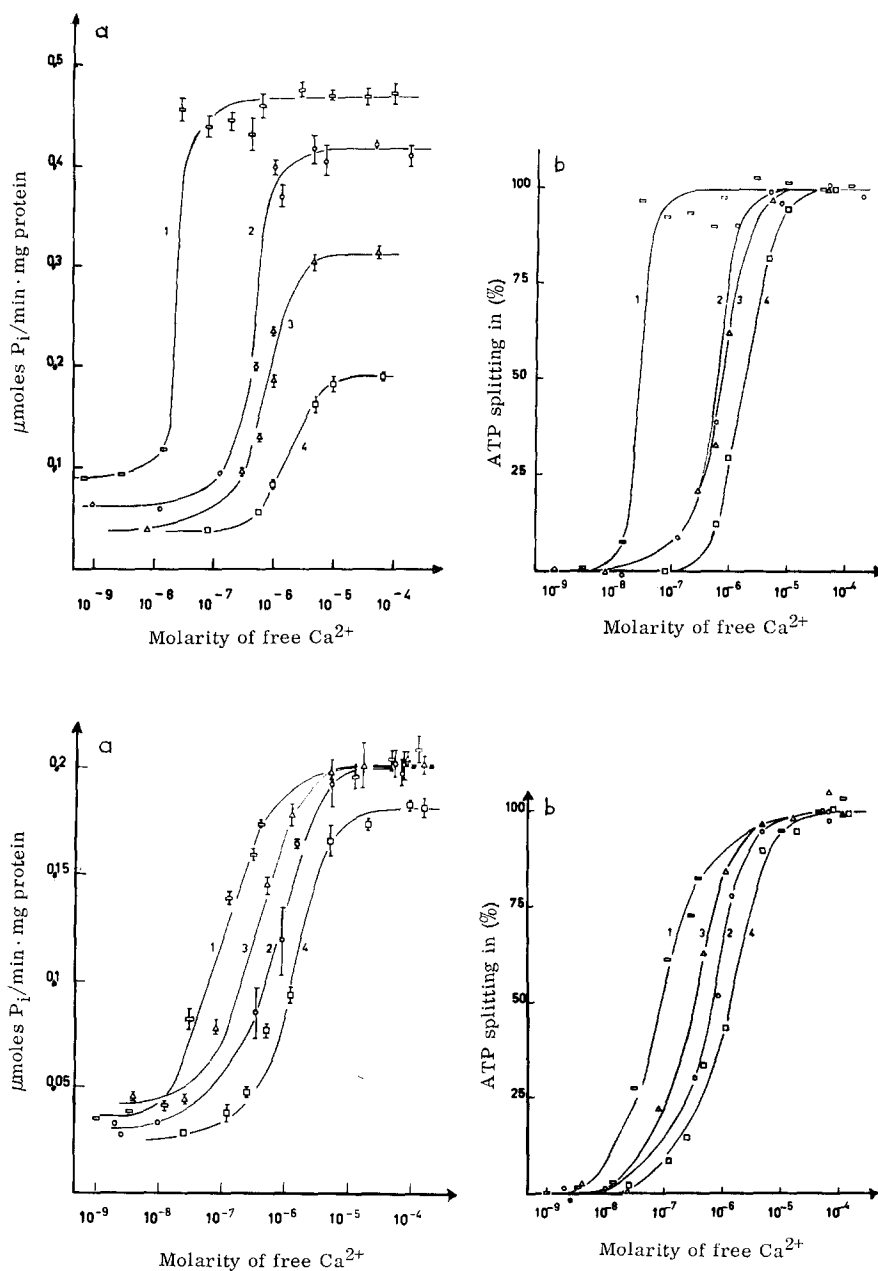 a
0,5
0,4
0,3
0,2
0,1
1
2
3
4
μmoles Pi/min · mg protein
10⁻⁹ 10⁻⁸ 10⁻⁷ 10⁻⁶ 10⁻⁵ 10⁻⁴
Molarity of free Ca²⁺
b
100
75
50
25
1
2
3
4
ATP splitting in (%)
10⁻⁹ 10⁻⁸ 10⁻⁷ 10⁻⁶ 10⁻⁵ 10⁻⁴
Molarity of free Ca²⁺
a
0,2
0,15
0,1
0,05
1
3
2
4
μmoles Pi/min · mg protein
10⁻⁹ 10⁻⁸ 10⁻⁷ 10⁻⁶ 10⁻⁵ 10⁻⁴
Molarity of free Ca²⁺
b
100
75
50
25
1
3
2
4
ATP splitting in (%)
10⁻⁹ 10⁻⁸ 10⁻⁷ 10⁻⁶ 10⁻⁵ 10⁻⁴
Molarity of free Ca²⁺